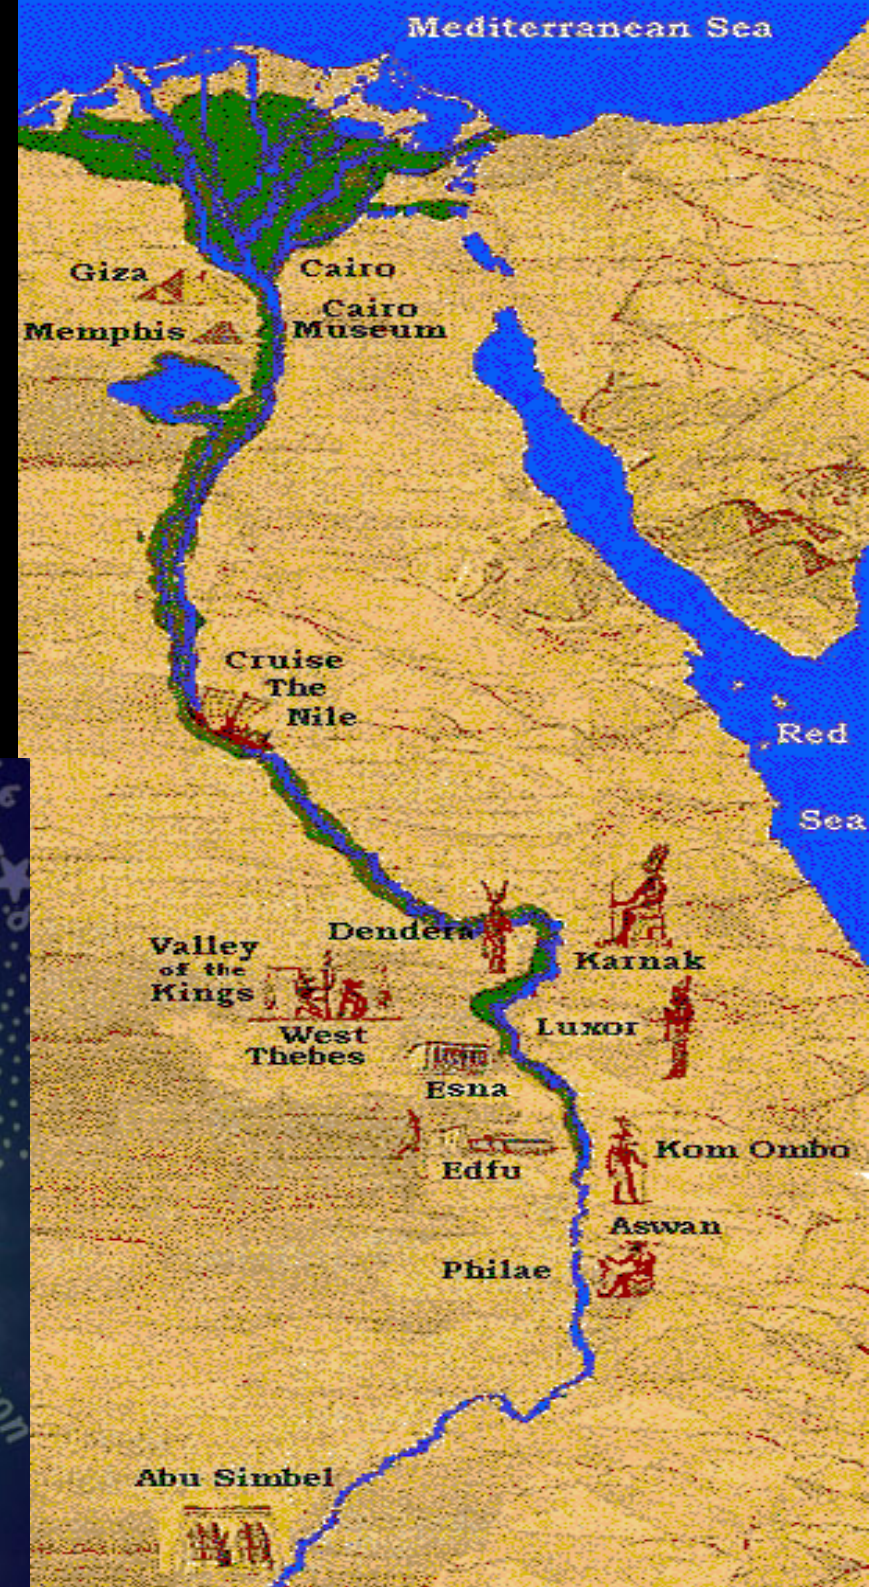 Mediterranean Sea
Giza
Cairo
Cairo
Museum
Memphis
Cruise
The
Nile
Red
Sea
Dendera
Valley
of the
Kings
Karnak
West
Thebes
Luxor
Esna
Kom Ombo
Edfu
Aswan
Philae
Abu Simbel